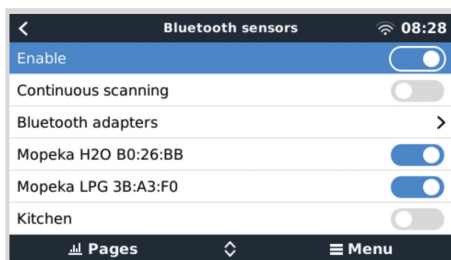 Bluetooth sensors 08:28
Enable
Continuous scanning
Bluetooth adapters
Mopeka H2O B0:26:BB
Mopeka LPG 3B:A3:F0
Kitchen
Pages Menu